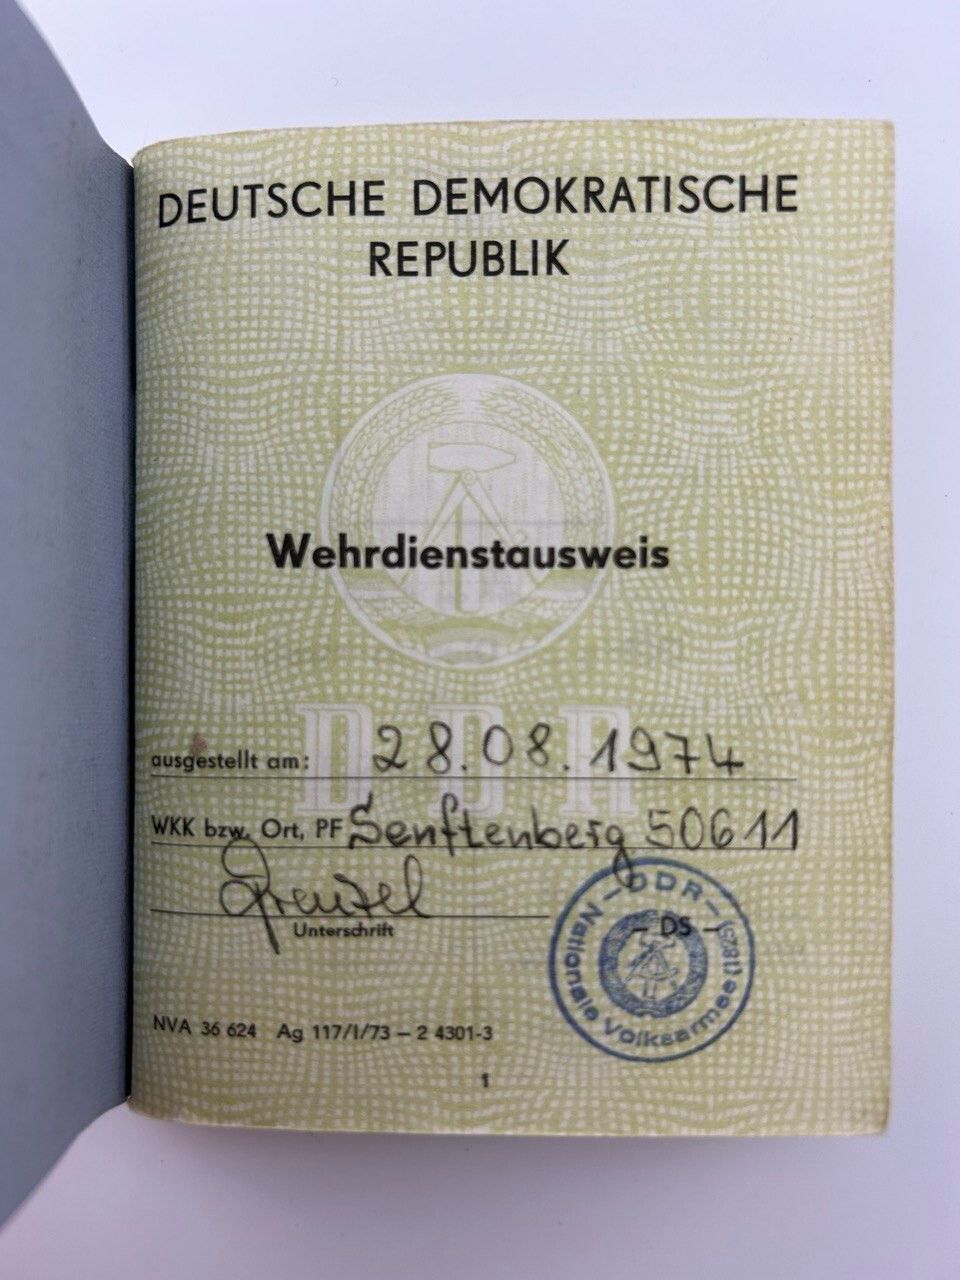 DEUTSCHE DEMOKRATISCHE
REPUBLIK
Wehrdienstausweis
DDR
ausgestellt am: 28.08.1974
WKK bzw. Ort, PF Senftenberg 50611
Unterschrift
– DDR –
Nationale Volksarmee
– DS –
NVA 36 624 Ag 117/I/73 – 2 4301-3
1